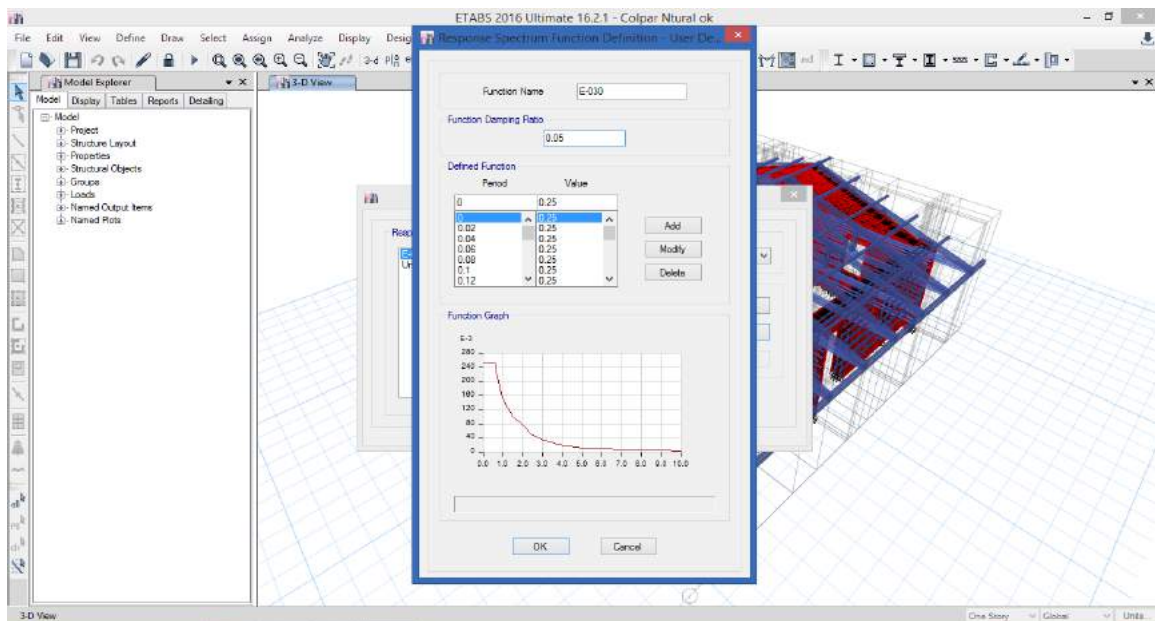 ETABS 2016 Ultimate 16.2.1 - Colpar Ntural ok
File Edit View Define Draw Select Assign Analyze Display Desig
Response Spectrum Function Definition - User De...
3-d
Model Explorer
3-D View
Model Display Tables Reports Detailing
Model
Project
Structure Layout
Properties
Structural Objects
Groups
Loads
Named Output Items
Named Plots
Function Name E-030
Function Damping Ratio
0.05
Defined Function
Period Value
0 0.25
0 0.25
0.02 0.25
0.04 0.25
0.06 0.25
0.08 0.25
0.1 0.25
0.12 0.25
Add
Modify
Delete
Resp
E-
Un
Function Graph
E-3
280
240
200
160
120
80
40
0
0.0 1.0 2.0 3.0 4.0 5.0 6.0 7.0 8.0 9.0 10.0
OK Cancel
3-D View
One Story Global Units...